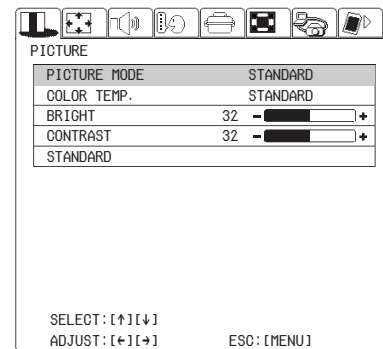 PICTURE
PICTURE MODE STANDARD
COLOR TEMP. STANDARD
BRIGHT 32 - +
CONTRAST 32 - +
STANDARD
SELECT:[↑][↓]
ADJUST:[←][→] ESC:[MENU]